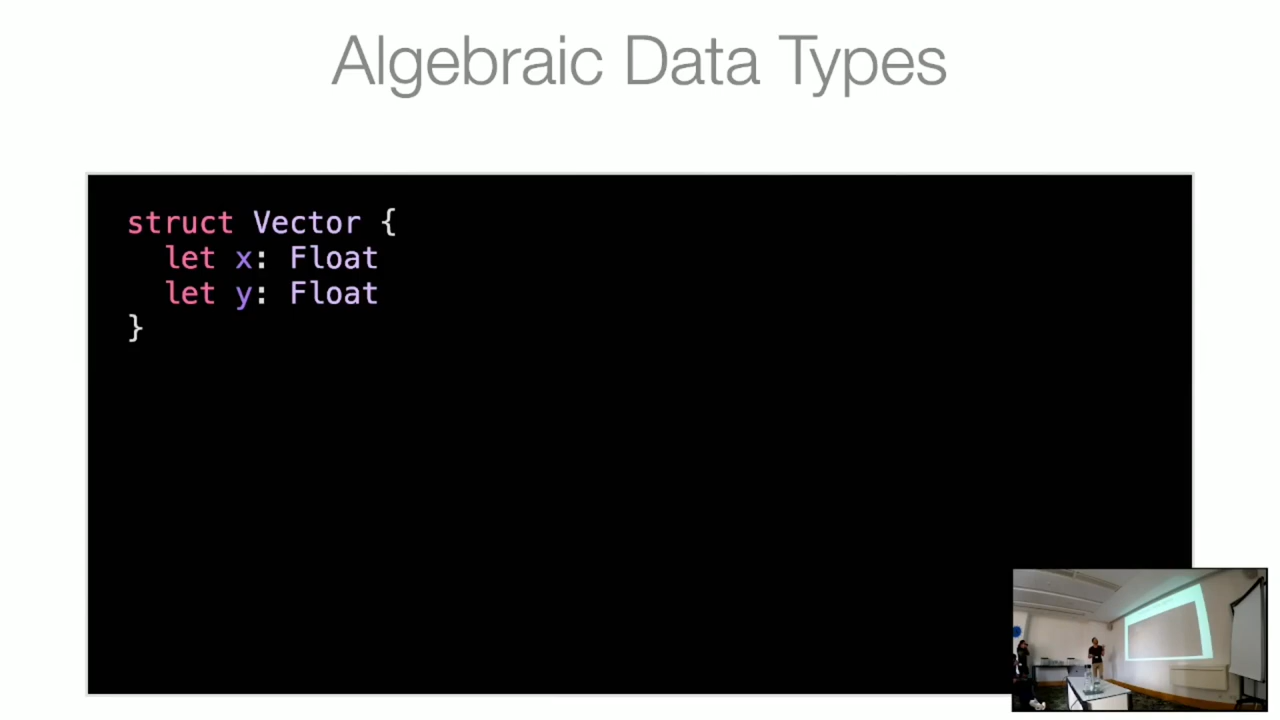 Algebraic Data Types
struct Vector {
  let x: Float
  let y: Float
}